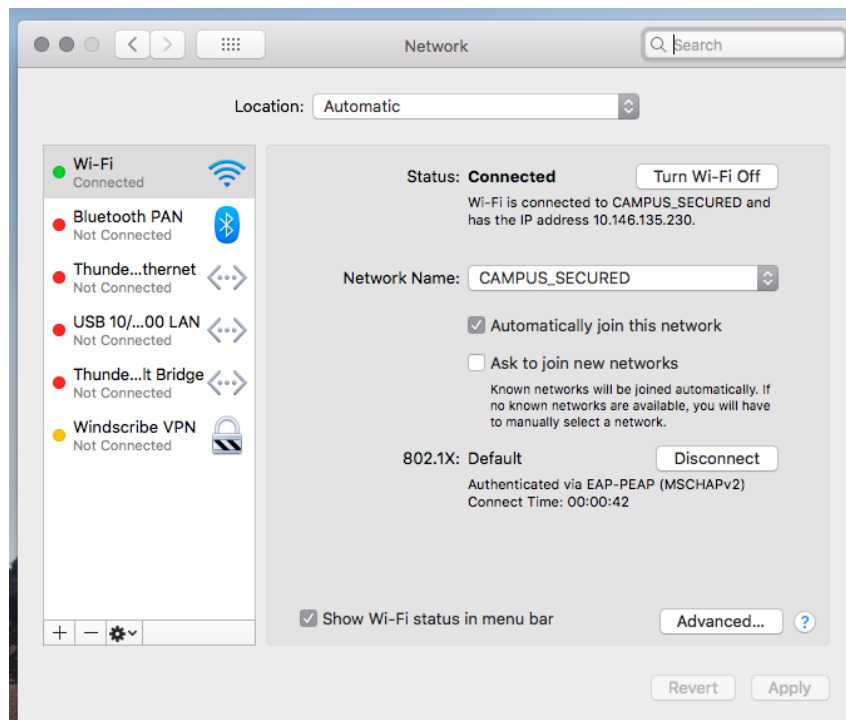 Network
Search
Location: Automatic
Wi-Fi
Connected
Bluetooth PAN
Not Connected
Thunde...thernet
Not Connected
USB 10/...00 LAN
Not Connected
Thunde...lt Bridge
Not Connected
Windscribe VPN
Not Connected
Status: Connected
Turn Wi-Fi Off
Wi-Fi is connected to CAMPUS_SECURED and
has the IP address 10.146.135.230.
Network Name: CAMPUS_SECURED
Automatically join this network
Ask to join new networks
Known networks will be joined automatically. If
no known networks are available, you will have
to manually select a network.
802.1X: Default
Disconnect
Authenticated via EAP-PEAP (MSCHAPv2)
Connect Time: 00:00:42
Show Wi-Fi status in menu bar
Advanced...
?
Revert
Apply